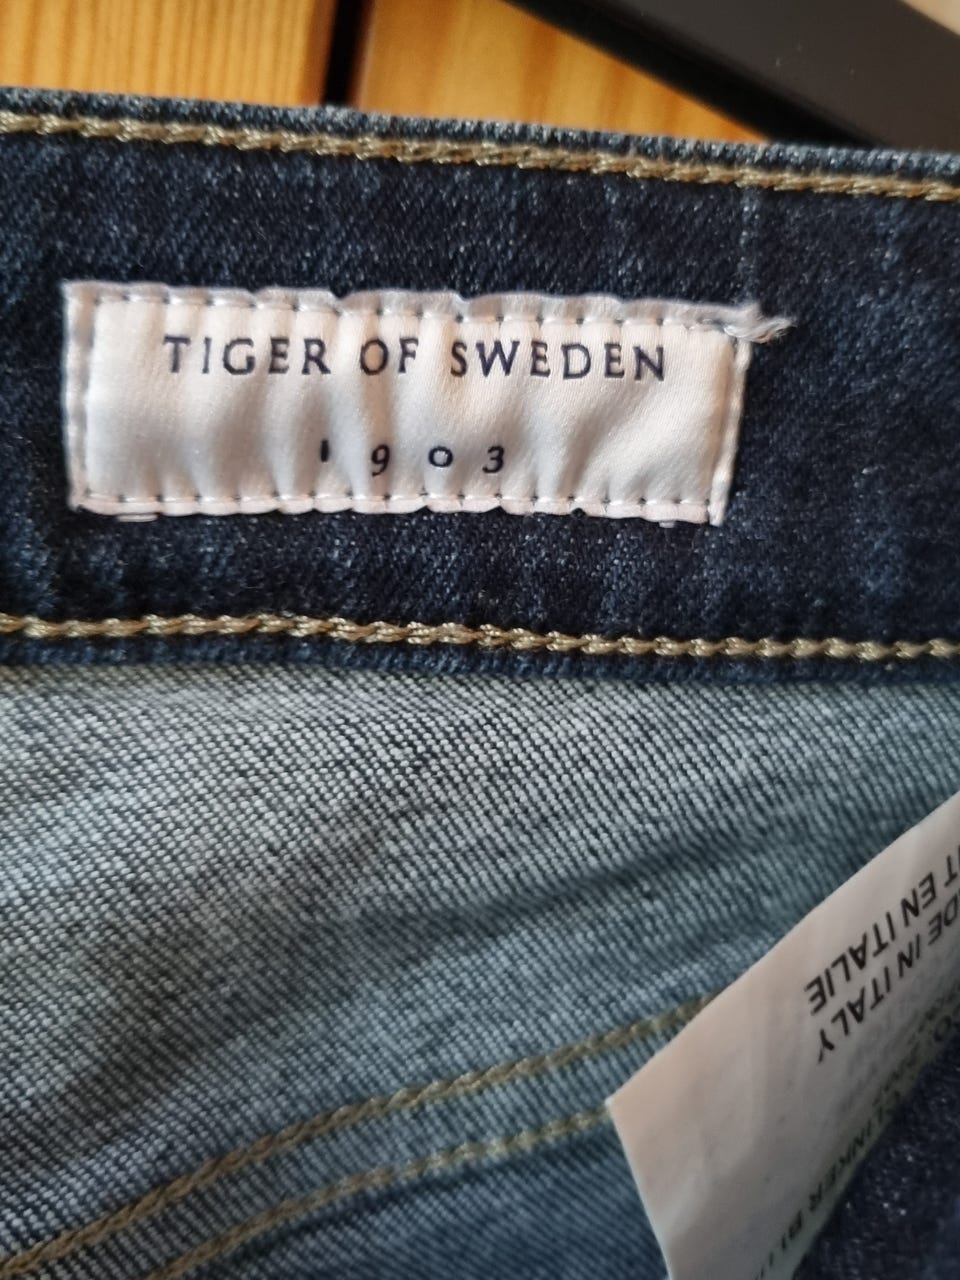 TIGER OF SWEDEN
1903
IT EN ITALIE
DE IN ITALY